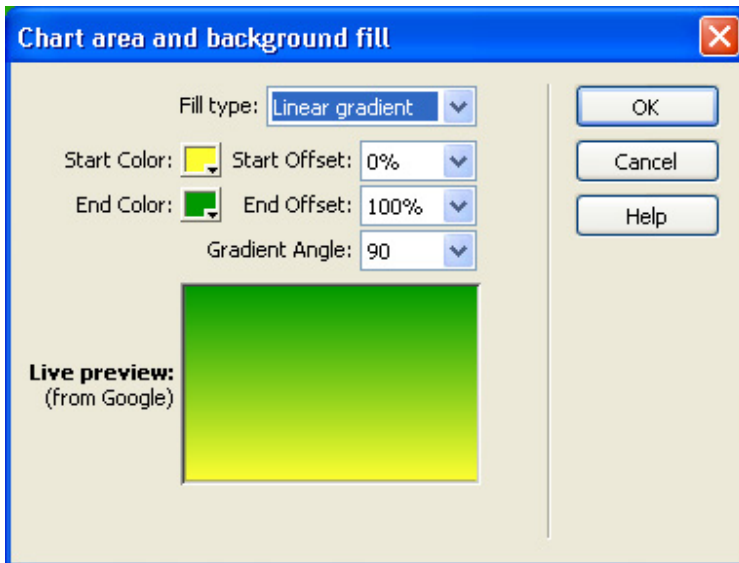 Chart area and background fill
Fill type: Linear gradient
OK
Start Color: Start Offset: 0%
Cancel
End Color: End Offset: 100%
Help
Gradient Angle: 90
Live preview:
(from Google)